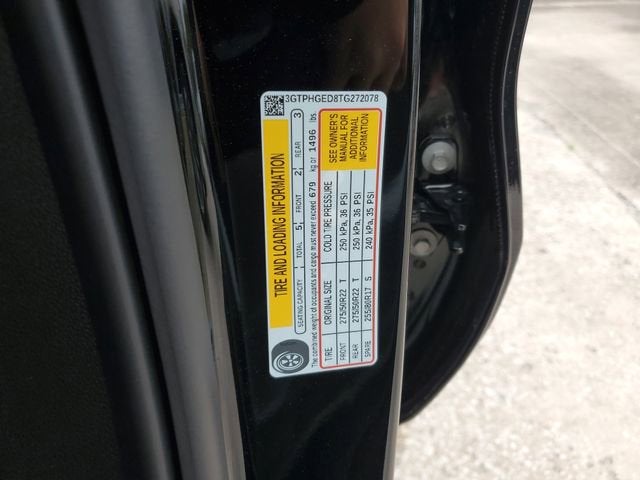 3GTPHGED8TG272078
TIRE AND LOADING INFORMATION
SEATING CAPACITY TOTAL 5 FRONT 2 REAR 3
The combined weight of occupants and cargo must never exceed 679 kg or 1496 lbs.
TIRE ORIGINAL SIZE COLD TIRE PRESSURE
FRONT 275/50R22 T 250 kPa, 36 PSI
REAR 275/50R22 T 250 kPa, 36 PSI
SPARE 255/80R17 S 240 kPa, 35 PSI
SEE OWNER'S
MANUAL FOR
ADDITIONAL
INFORMATION